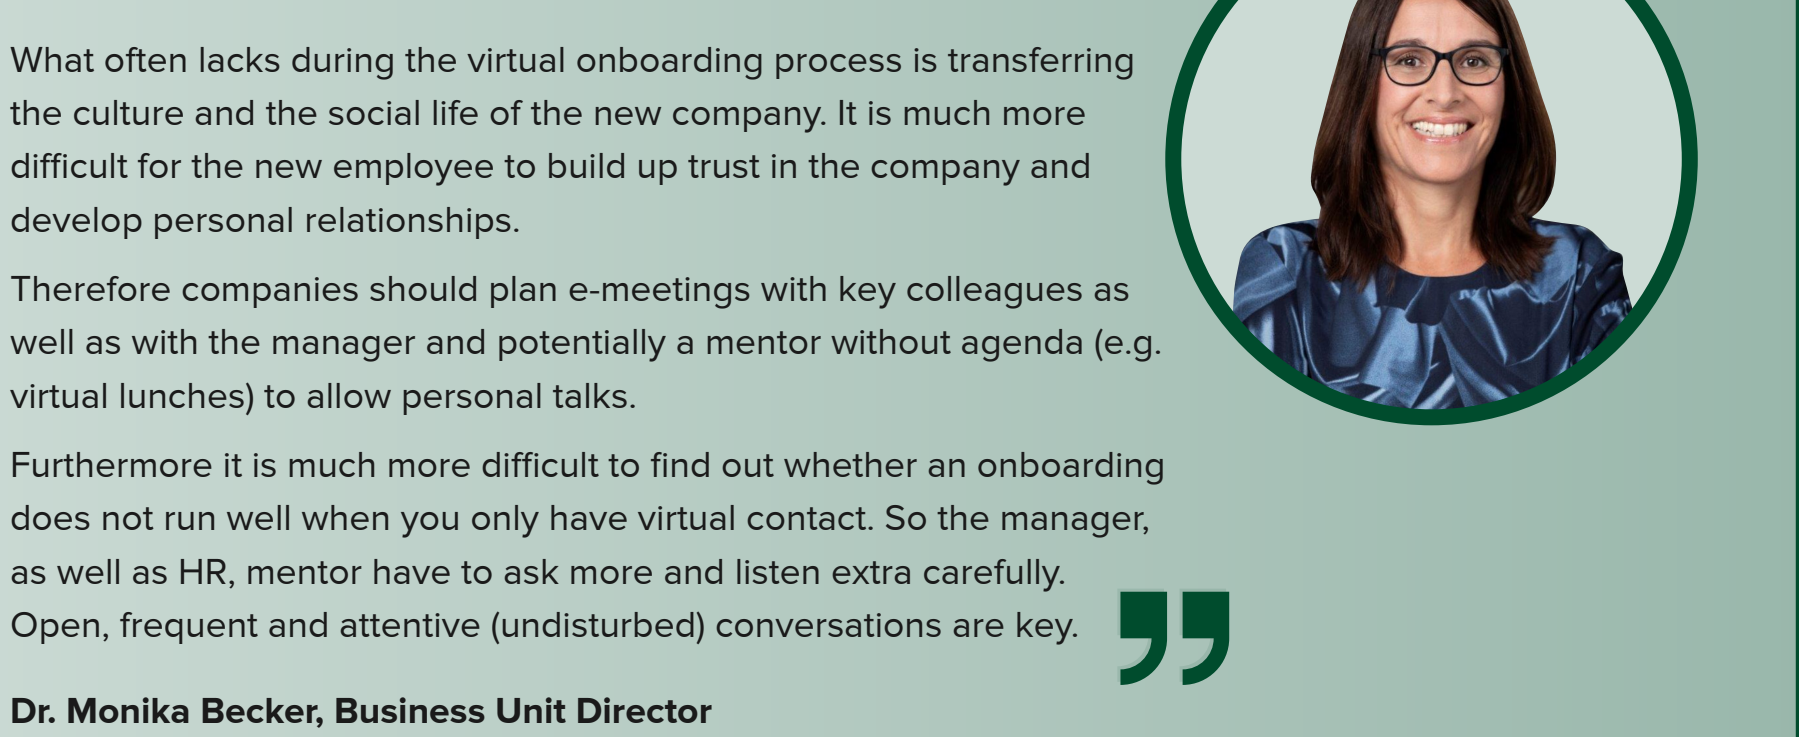 What often lacks during the virtual onboarding process is transferring
the culture and the social life of the new company. It is much more
difficult for the new employee to build up trust in the company and
develop personal relationships.
Therefore companies should plan e-meetings with key colleagues as
well as with the manager and potentially a mentor without agenda (e.g.
virtual lunches) to allow personal talks.
Furthermore it is much more difficult to find out whether an onboarding
does not run well when you only have virtual contact. So the manager,
as well as HR, mentor have to ask more and listen extra carefully.
Open, frequent and attentive (undisturbed) conversations are key. ”
Dr. Monika Becker, Business Unit Director